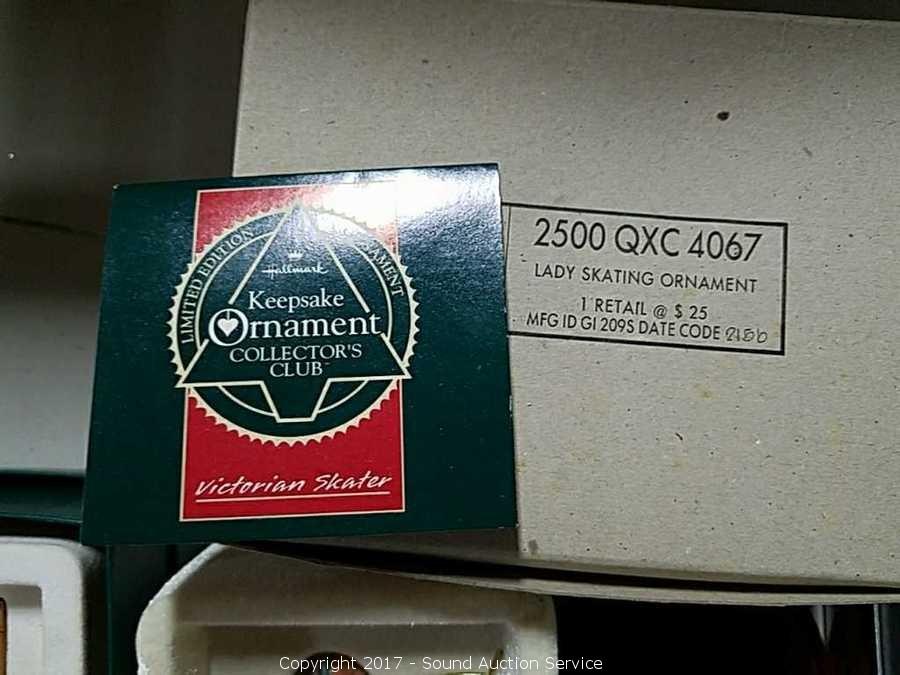 LIMITED EDITION ORNAMENT
Hallmark
Keepsake
Ornament
COLLECTOR'S
CLUB
Victorian Skater
2500 QXC 4067
LADY SKATING ORNAMENT
1 RETAIL @ $ 25
MFG ID GI 209S DATE CODE
Copyright 2017 - Sound Auction Service